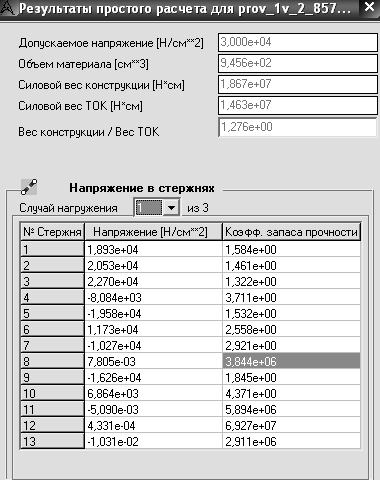 Результаты простого расчета для prov_1v_2_857...
Допускаемое напряжение [Н/см**2] 3,000e+04
Объем материала [см**3] 9,456e+02
Силовой вес конструкции [Н*см] 1,867e+07
Силовой вес ТОК [Н*см] 1,463e+07
Вес конструкции / Вес ТОК 1,276e+00
Напряжение в стержнях
Случай нагружения 1 из 3
№ Стержня Напряжение [Н/см**2] Коэфф. запаса прочности
1 1,893e+04 1,584e+00
2 2,053e+04 1,461e+00
3 2,270e+04 1,322e+00
4 -8,084e+03 3,711e+00
5 -1,958e+04 1,532e+00
6 1,173e+04 2,558e+00
7 -1,027e+04 2,921e+00
8 7,805e-03 3,844e+06
9 -1,626e+04 1,845e+00
10 6,864e+03 4,371e+00
11 -5,090e-03 5,894e+06
12 4,331e-04 6,927e+07
13 -1,031e-02 2,911e+06